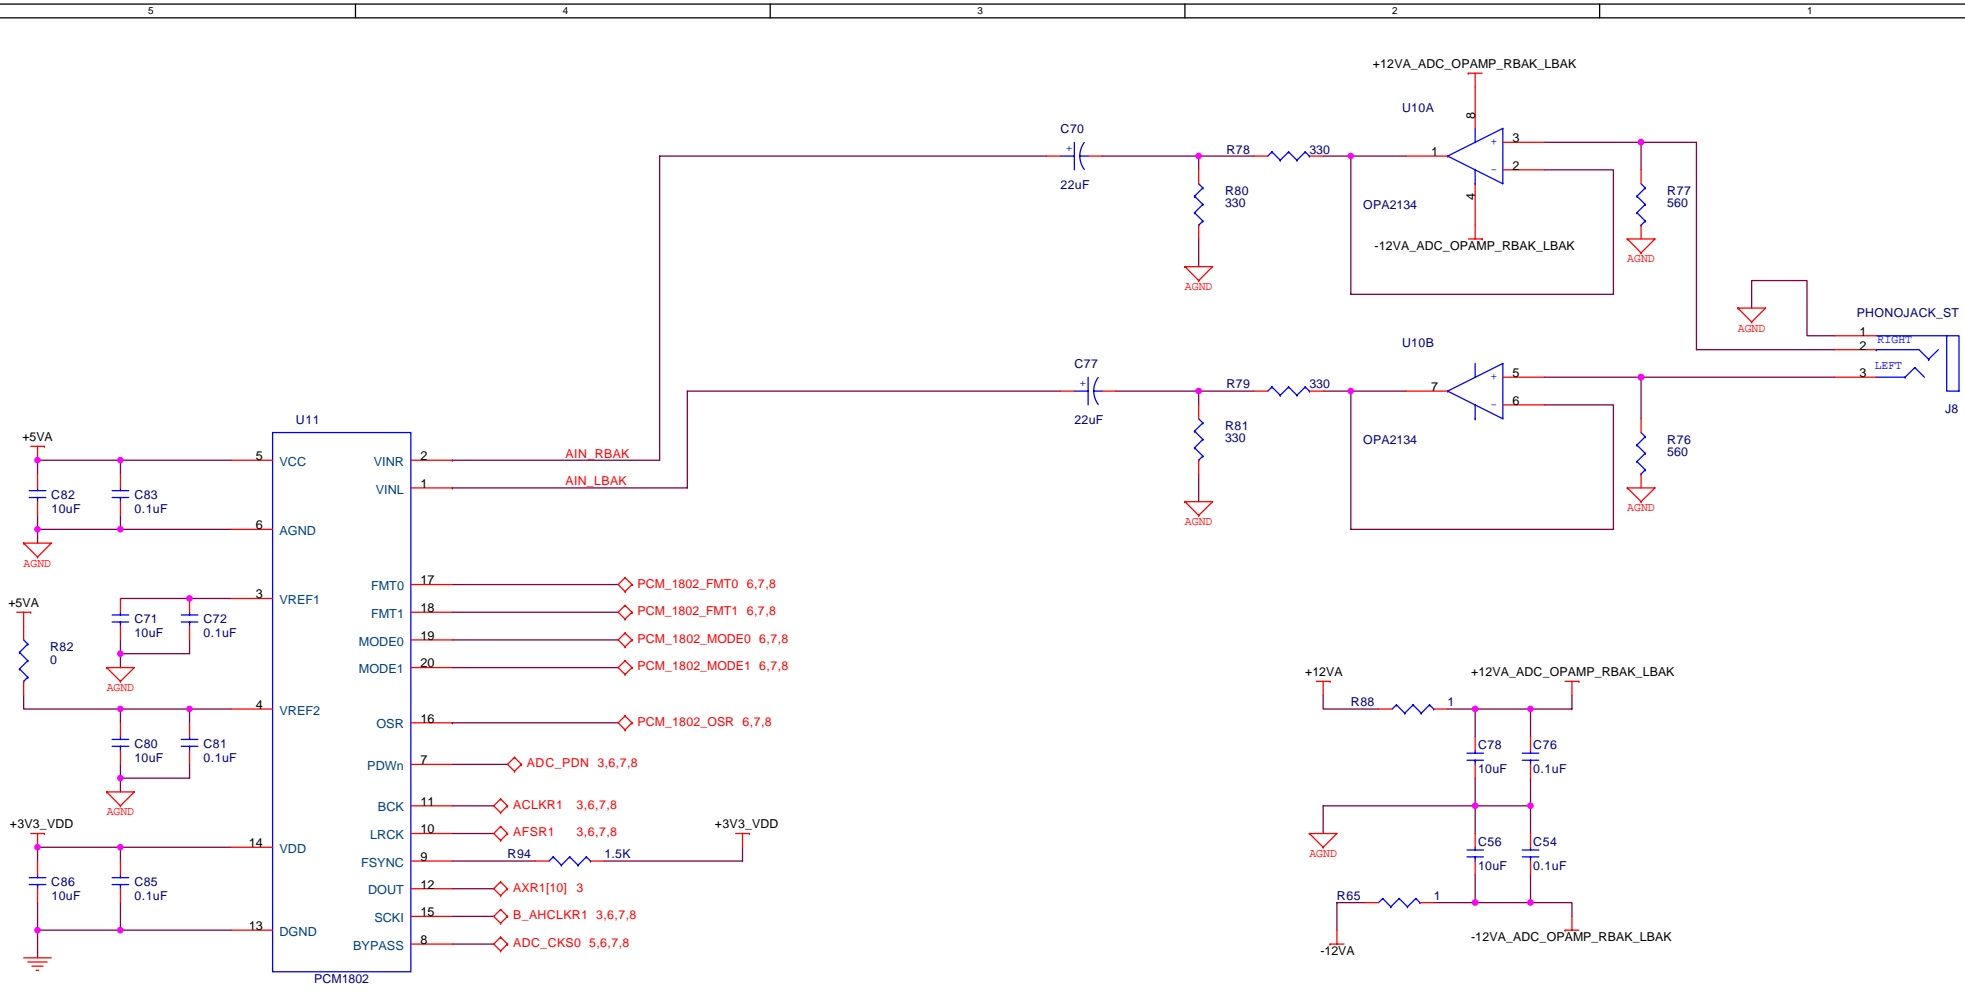 5 4 3 2 1
+12VA_ADC_OPAMP_RBAK_LBAK
U10A
8
C70
+
22uF
R78 330
1
+ 3
- 2
4
R80
330
OPA2134
R77
560
-12VA_ADC_OPAMP_RBAK_LBAK
AGND
AGND
AGND
PHONOJACK_ST
1
2 RIGHT
3 LEFT
J8
U10B
C77
+
22uF
R79 330
7
+ 5
- 6
R81
330
OPA2134
R76
560
AGND
AGND
U11
+5VA
5 VCC
VINR 2 AIN_RBAK
VINL 1 AIN_LBAK
C82
10uF
C83
0.1uF
6 AGND
AGND
FMT0 17 PCM_1802_FMT0 6,7,8
FMT1 18 PCM_1802_FMT1 6,7,8
MODE0 19 PCM_1802_MODE0 6,7,8
MODE1 20 PCM_1802_MODE1 6,7,8
+5VA
3 VREF1
C71
10uF
C72
0.1uF
R82
0
AGND
4 VREF2
OSR 16 PCM_1802_OSR 6,7,8
C80
10uF
C81
0.1uF
AGND
PDWn 7 ADC_PDN 3,6,7,8
BCK 11 ACLKR1 3,6,7,8
LRCK 10 AFSR1 3,6,7,8
FSYNC 9 R94 1.5K +3V3_VDD
DOUT 12 AXR1[10] 3
SCKI 15 B_AHCLKR1 3,6,7,8
BYPASS 8 ADC_CKS0 5,6,7,8
+3V3_VDD
14 VDD
C86
10uF
C85
0.1uF
13 DGND
PCM1802
+12VA
+12VA_ADC_OPAMP_RBAK_LBAK
R88 1
C78
10uF
C76
0.1uF
AGND
C56
10uF
C54
0.1uF
R65 1
-12VA
-12VA_ADC_OPAMP_RBAK_LBAK